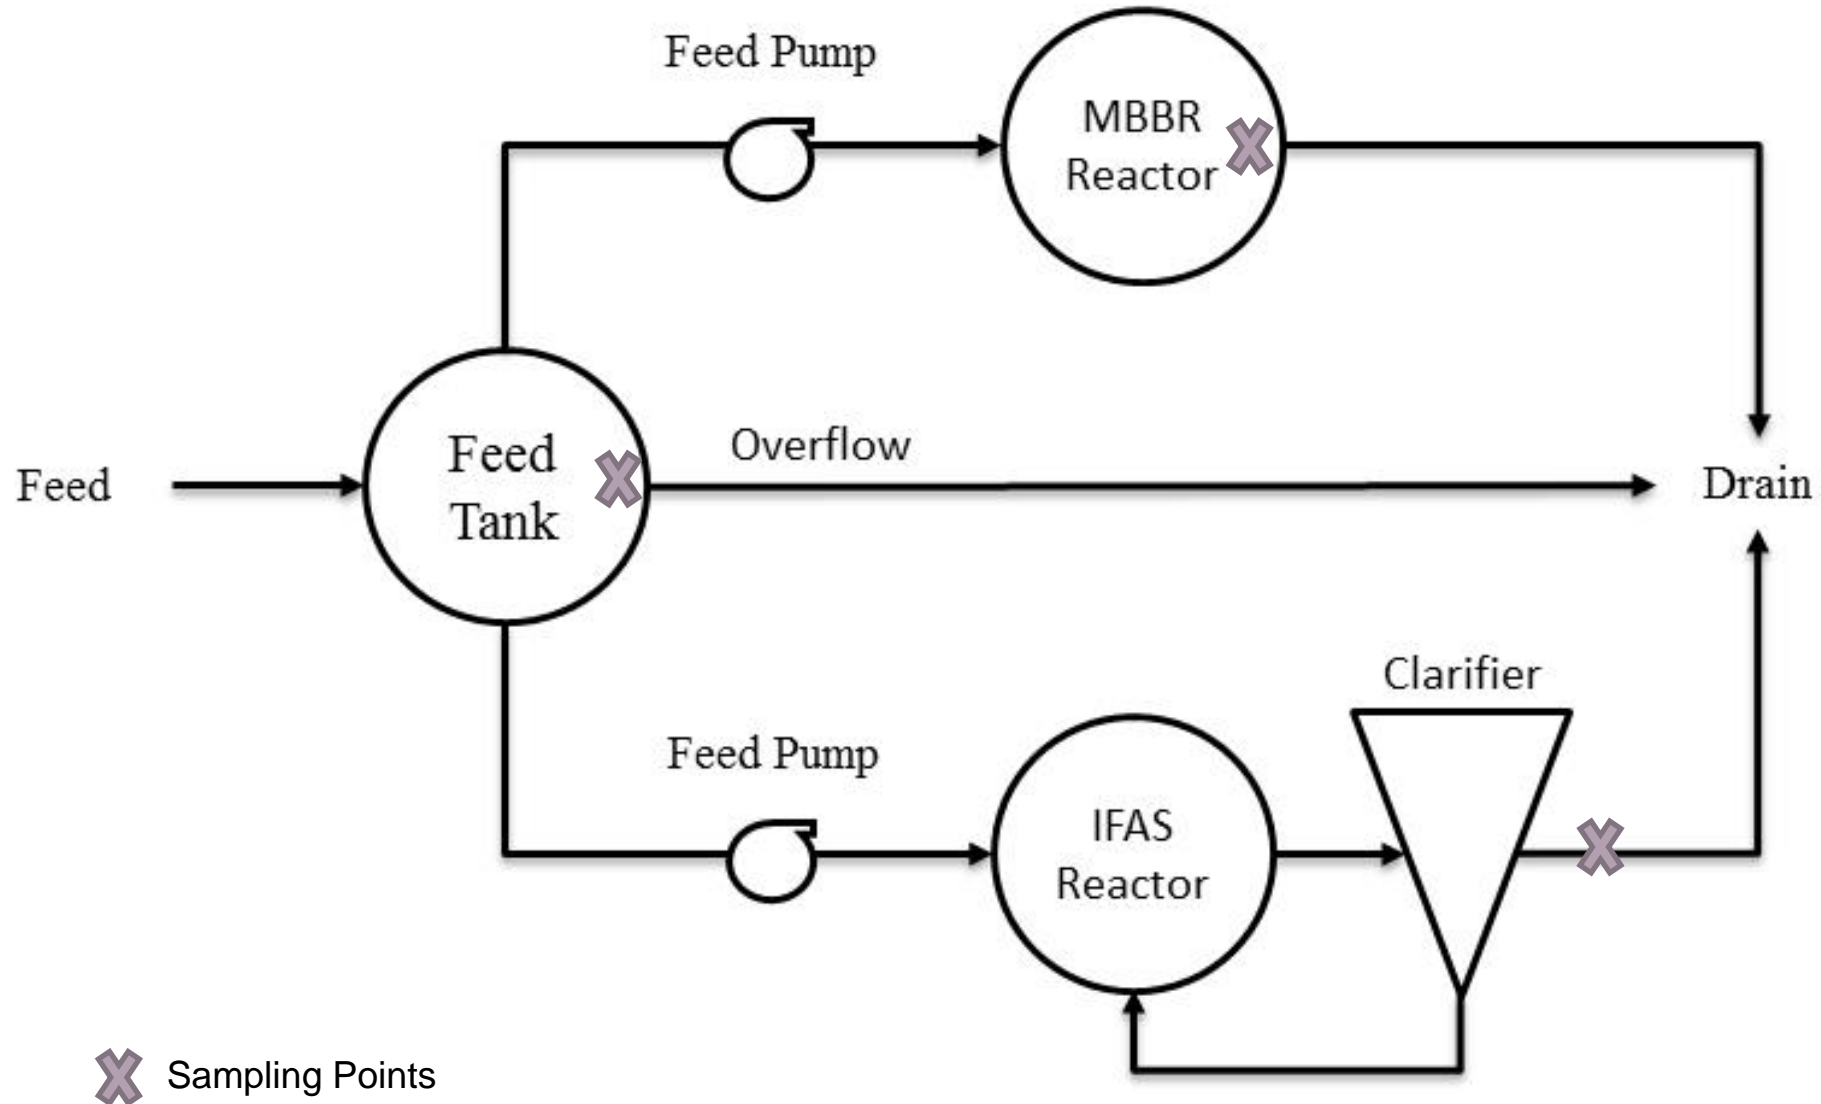 Feed Pump
MBBR
Reactor
Feed
Feed
Tank
Overflow
Drain
Clarifier
Feed Pump
IFAS
Reactor
Sampling Points